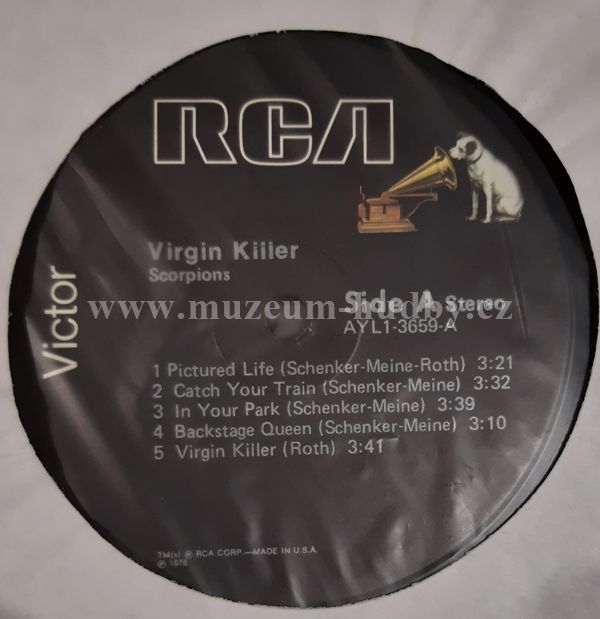 RCA
Victor
Virgin Killer
Scorpions
www.muzeum-hudby.cz
Side A Stereo
AYL1-3659-A
1 Pictured Life (Schenker-Meine-Roth) 3:21
2 Catch Your Train (Schenker-Meine) 3:32
3 In Your Park (Schenker-Meine) 3:39
4 Backstage Queen (Schenker-Meine) 3:10
5 Virgin Killer (Roth) 3:41
TM(s) ® RCA CORP.—MADE IN U.S.A.
℗ 1976